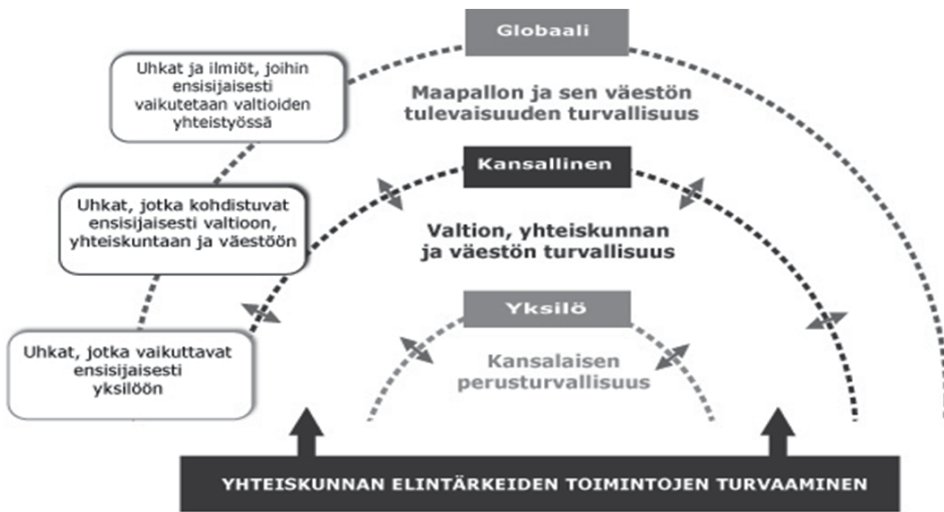 Globaali
Uhkat ja ilmiöt, joihin
ensisijaisesti
vaikutetaan valtioiden
yhteistyössä
Maapallon ja sen väestön
tulevaisuuden turvallisuus
Kansallinen
Uhkat, jotka kohdistuvat
ensisijaisesti valtioon,
yhteiskuntaan ja väestöön
Valtion, yhteiskunnan
ja väestön turvallisuus
Yksilö
Uhkat, jotka vaikuttavat
ensisijaisesti
yksilöön
Kansalaisen
perusturvallisuus
YHTEISKUNNAN ELINTÄRKEIDEN TOIMINTOJEN TURVAAMINEN